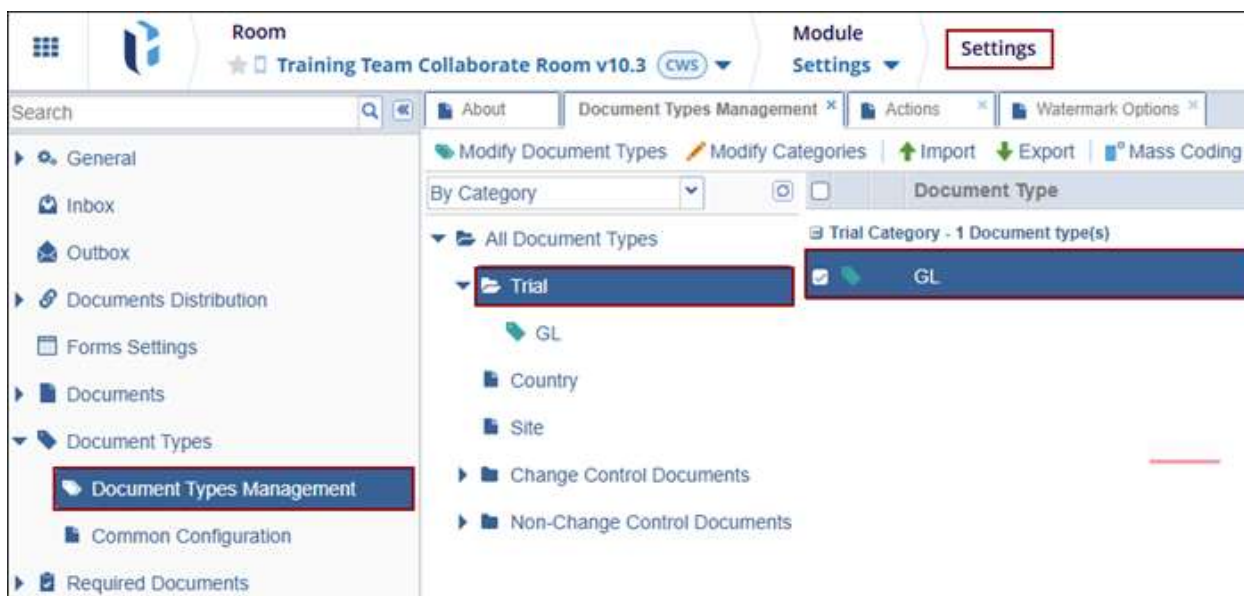 Room
Training Team Collaborate Room v10.3 CWS
Module
Settings
Settings
Search
General
Inbox
Outbox
Documents Distribution
Forms Settings
Documents
Document Types
Document Types Management
Common Configuration
Required Documents
About
Document Types Management
Actions
Watermark Options
Modify Document Types
Modify Categories
Import
Export
Mass Coding
By Category
All Document Types
Trial
GL
Country
Site
Change Control Documents
Non-Change Control Documents
Document Type
Trial Category - 1 Document type(s)
GL